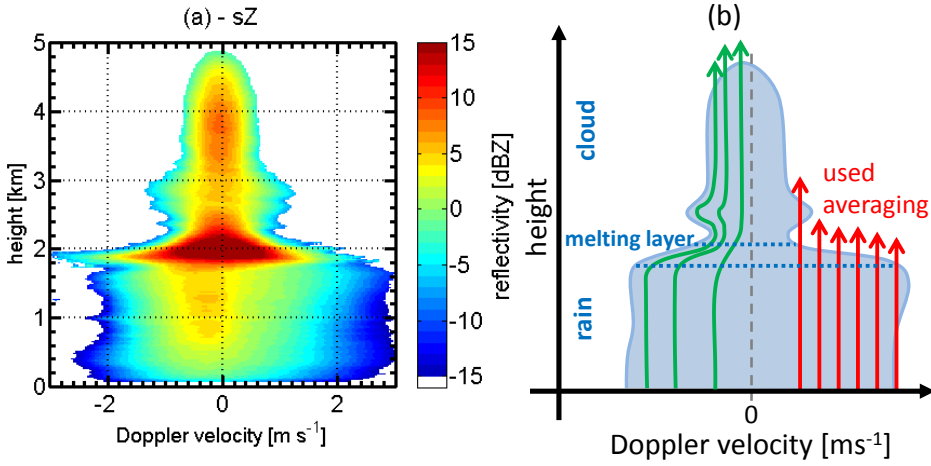 (a) - sZ
5
4
3
2
1
0
height [km]
-2
0
2
Doppler velocity [m s⁻¹]
15
10
5
0
-5
-10
-15
reflectivity [dBZ]
(b)
cloud
height
used
averaging
melting layer
rain
0
Doppler velocity [ms⁻¹]